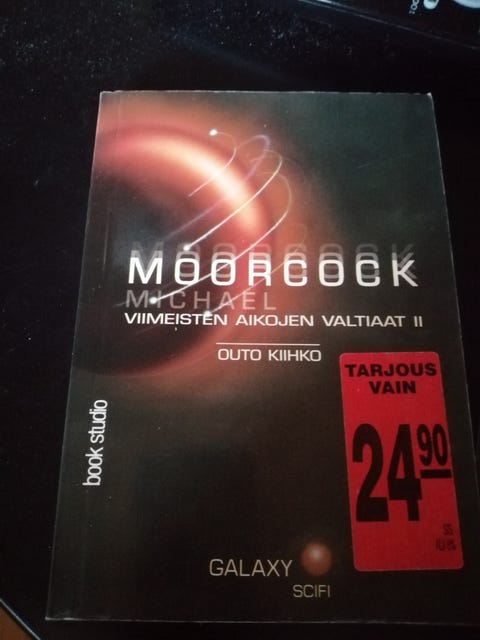 MOORCOCK
MICHAEL
VIIMEISTEN AIKOJEN VALTIAAT II
OUTO KIIHKO
TARJOUS
VAIN
24 90
book studio
GALAXY
SCIFI